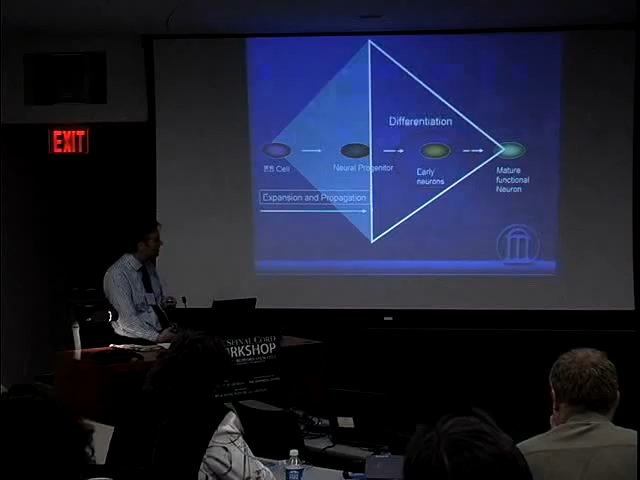 Differentiation
EXIT
ES Cell
Neural Progenitor
Early
neurons
Mature
functional
Neuron
Expansion and Propagation
SPINAL CORD
WORKSHOP